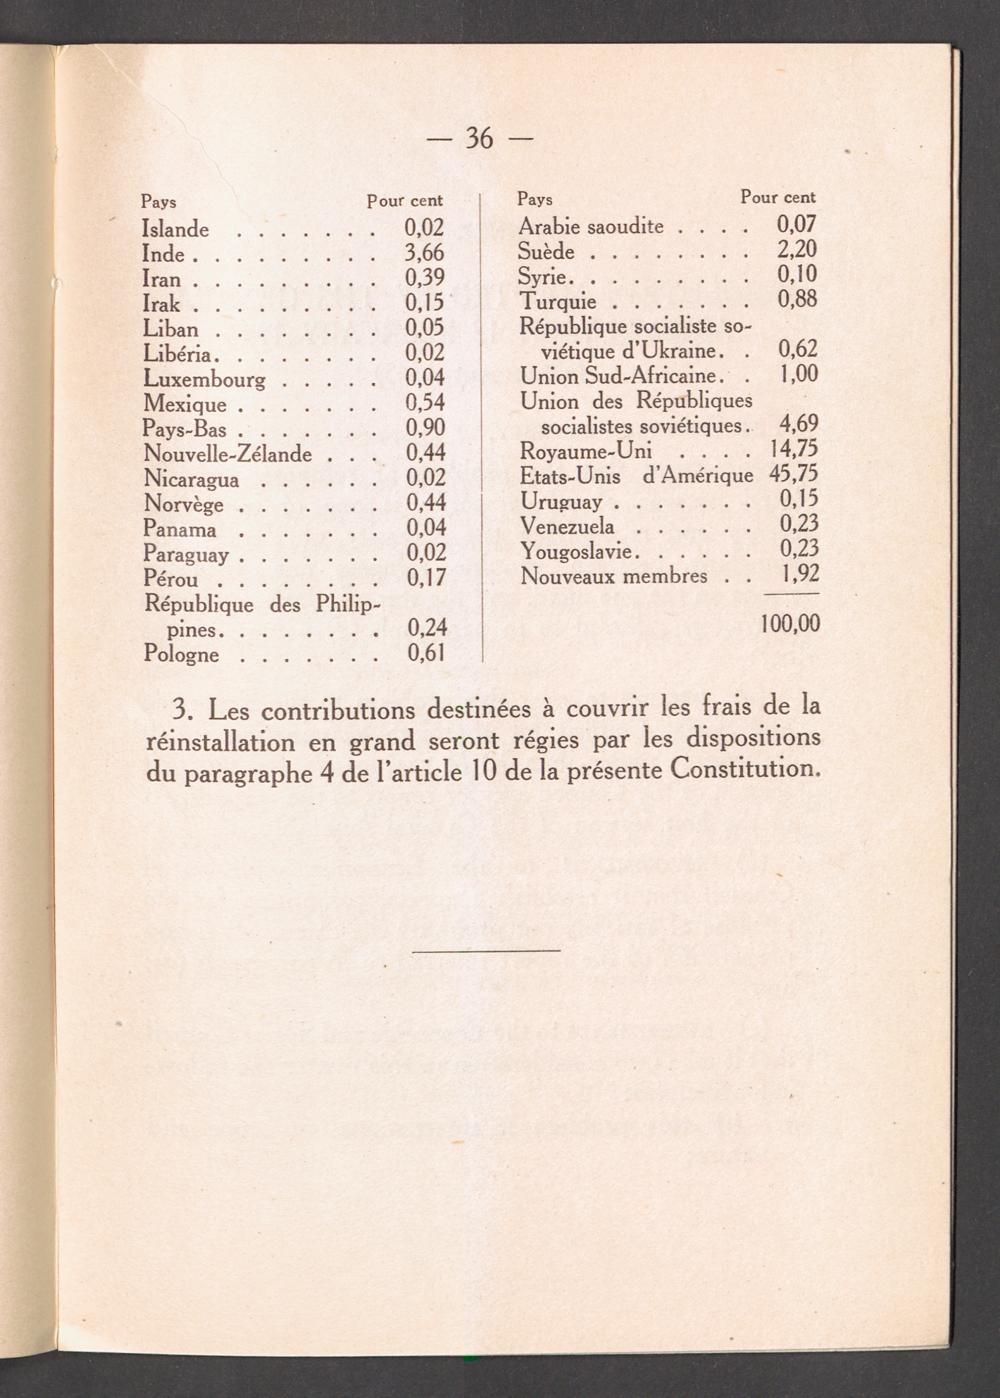 — 36 —
Pays Pour cent
Islande . . . . . . . 0,02
Inde . . . . . . . . . 3,66
Iran . . . . . . . . . 0,39
Irak . . . . . . . . . 0,15
Liban . . . . . . . . 0,05
Libéria. . . . . . . . 0,02
Luxembourg . . . . . 0,04
Mexique . . . . . . . 0,54
Pays-Bas . . . . . . . 0,90
Nouvelle-Zélande . . . 0,44
Nicaragua . . . . . . 0,02
Norvège . . . . . . . 0,44
Panama . . . . . . . 0,04
Paraguay . . . . . . . 0,02
Pérou . . . . . . . . 0,17
République des Philip-
pines. . . . . . . . 0,24
Pologne . . . . . . . 0,61
Pays Pour cent
Arabie saoudite . . . . 0,07
Suède . . . . . . . . 2,20
Syrie. . . . . . . . . 0,10
Turquie . . . . . . . 0,88
République socialiste so-
viétique d'Ukraine. . 0,62
Union Sud-Africaine. . 1,00
Union des Républiques
socialistes soviétiques. 4,69
Royaume-Uni . . . . 14,75
Etats-Unis d'Amérique 45,75
Uruguay . . . . . . . 0,15
Venezuela . . . . . . 0,23
Yougoslavie. . . . . . 0,23
Nouveaux membres . . 1,92
100,00
3. Les contributions destinées à couvrir les frais de la
réinstallation en grand seront régies par les dispositions
du paragraphe 4 de l'article 10 de la présente Constitution.